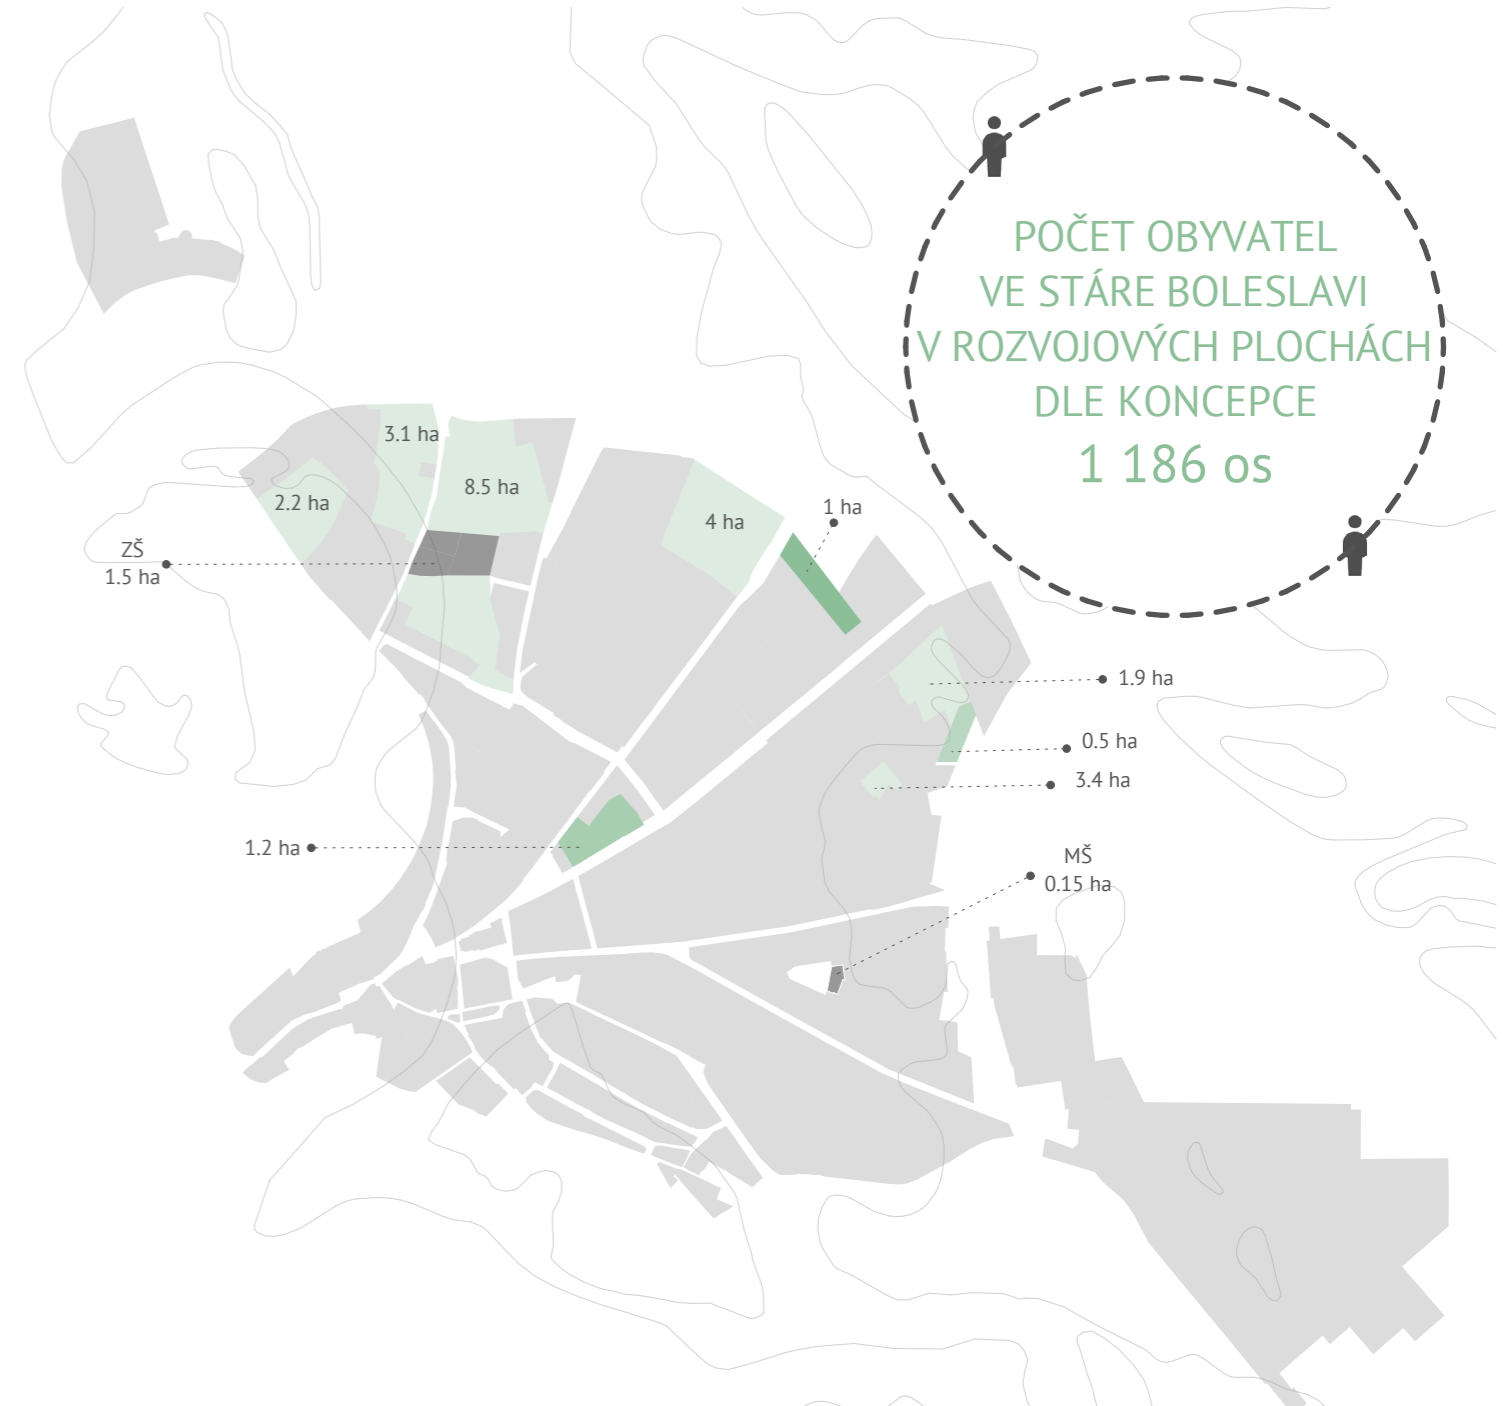 POČET OBYVATEL
VE STÁRE BOLESLAVI
V ROZVOJOVÝCH PLOCHÁCH
DLE KONCEPCE
1 186 os
3.1 ha
8.5 ha
2.2 ha
4 ha
1 ha
ZŠ
1.5 ha
1.9 ha
0.5 ha
3.4 ha
1.2 ha
MŠ
0.15 ha